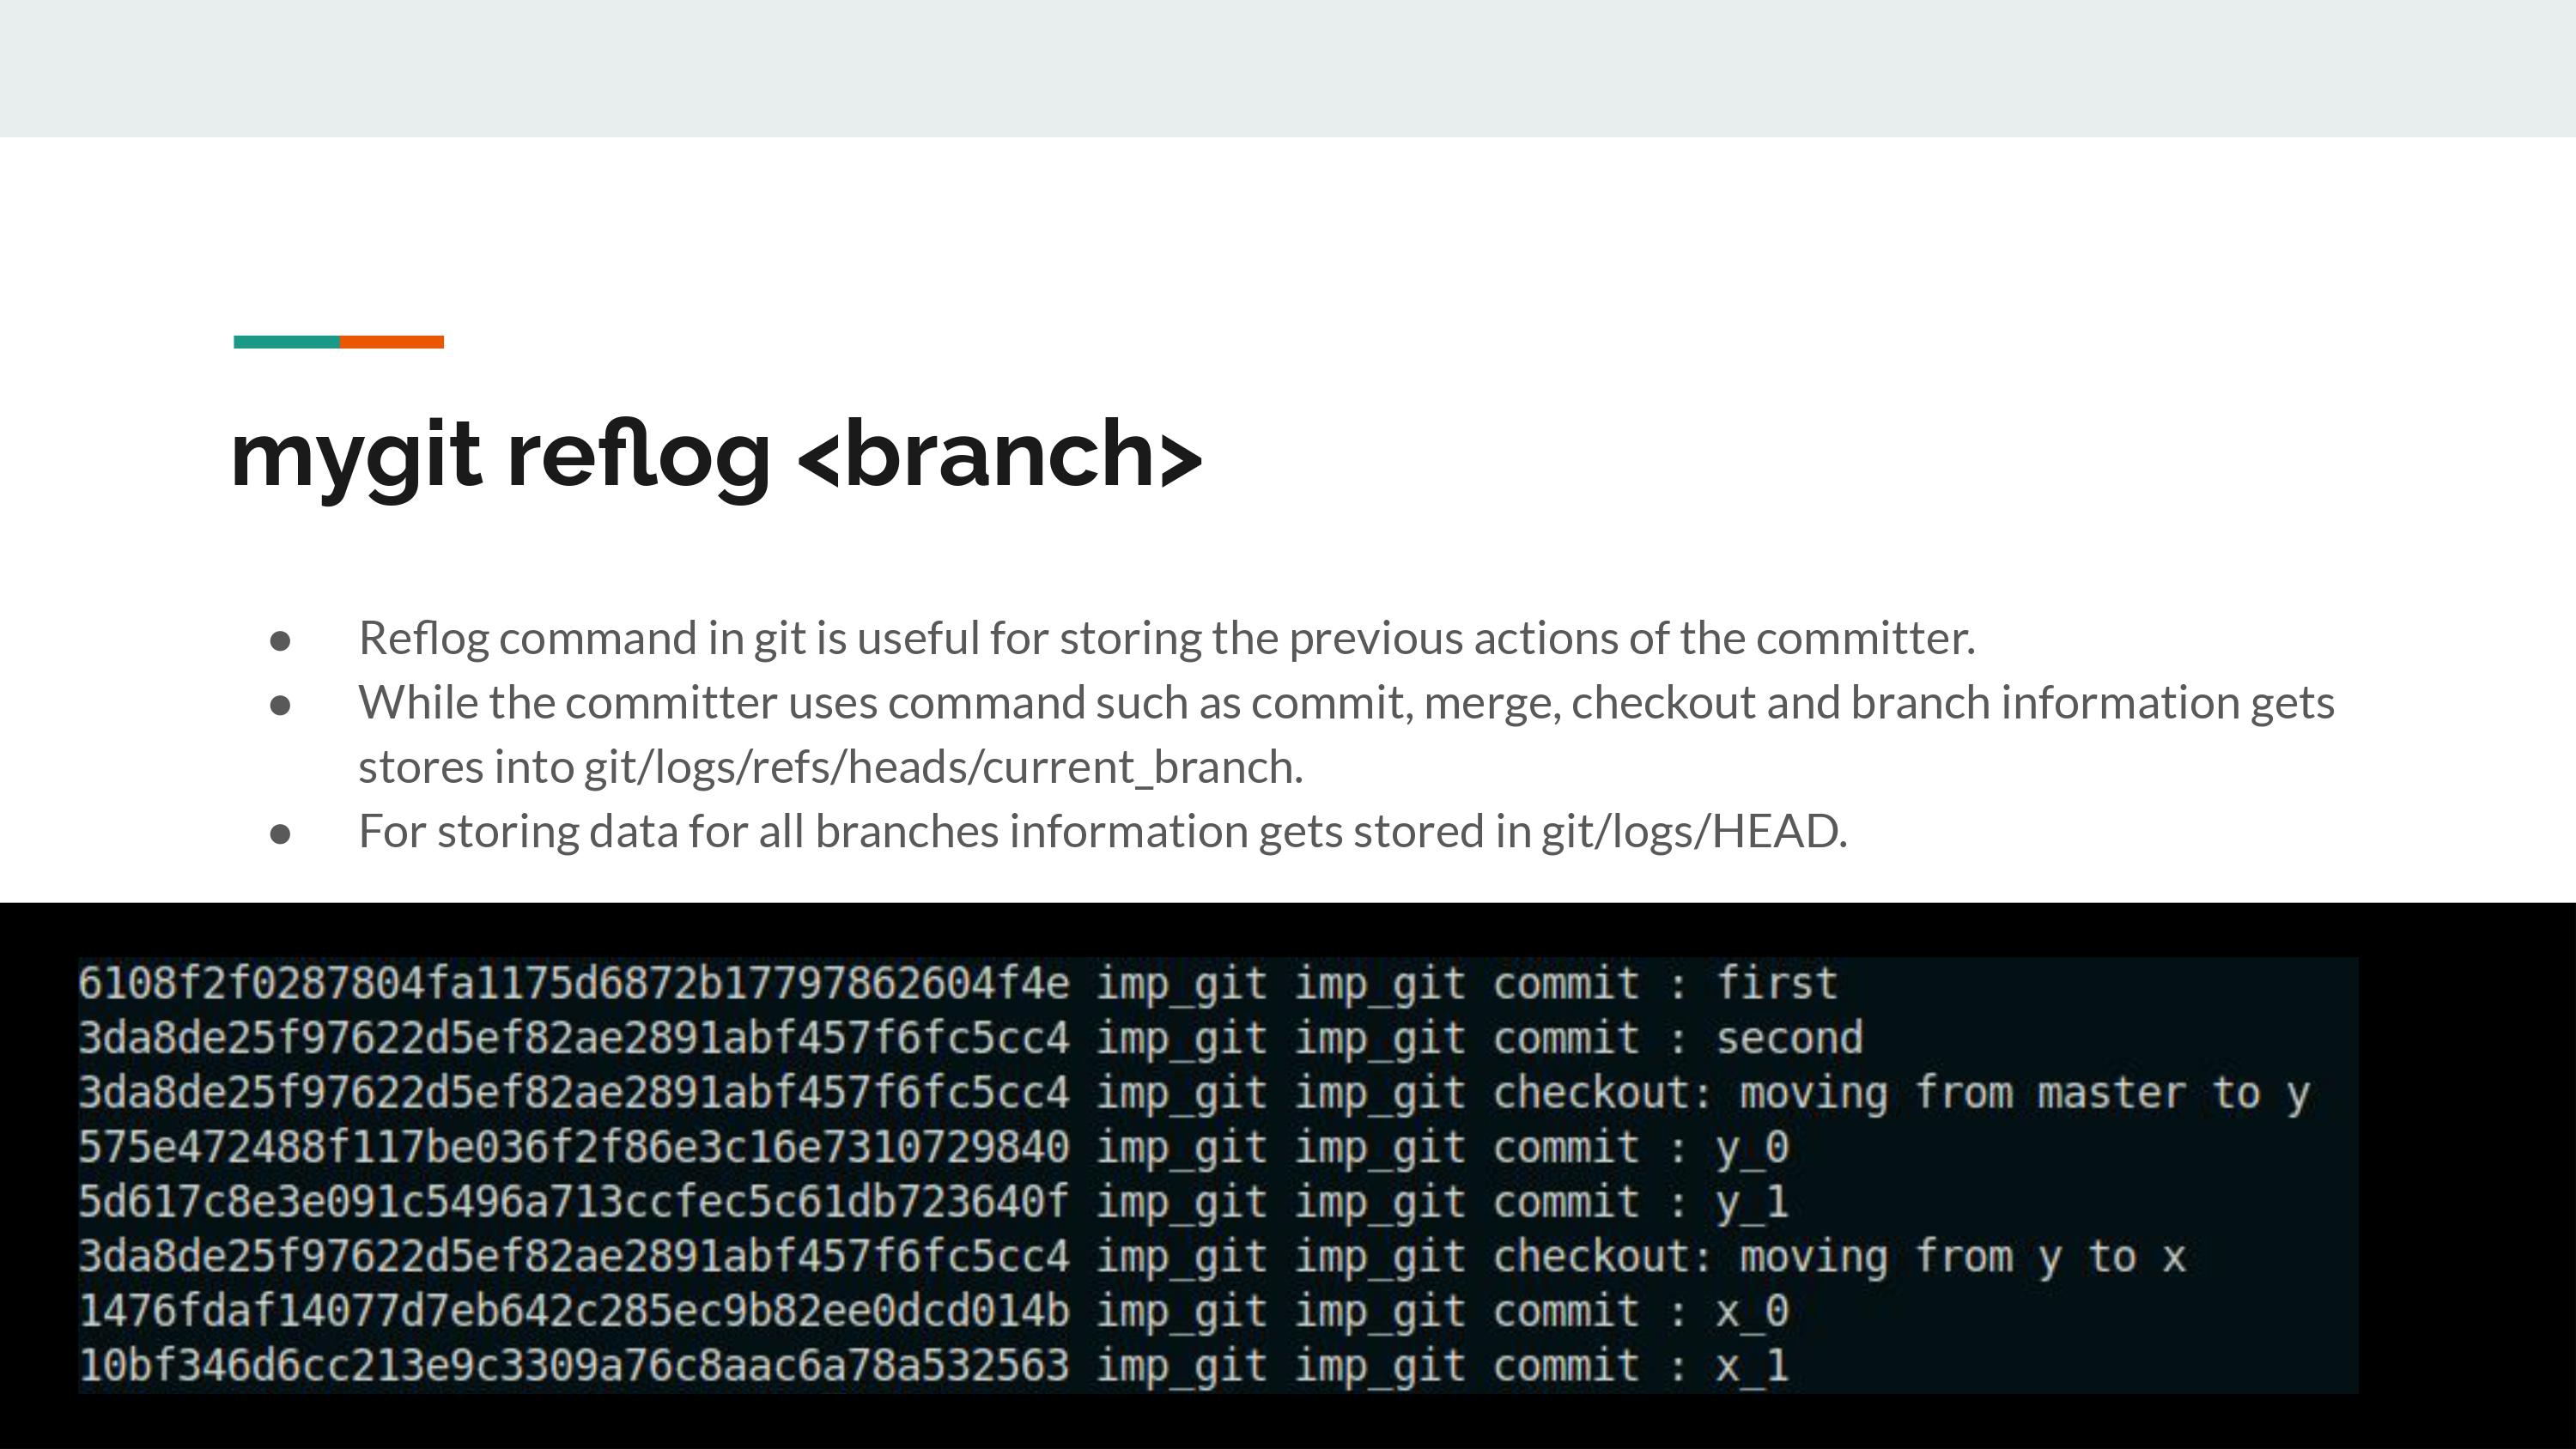 mygit reflog <branch>
● Reflog command in git is useful for storing the previous actions of the committer.
● While the committer uses command such as commit, merge, checkout and branch information gets
stores into git/logs/refs/heads/current_branch.
● For storing data for all branches information gets stored in git/logs/HEAD.
6108f2f0287804fa1175d6872b17797862604f4e imp_git imp_git commit : first
3da8de25f97622d5ef82ae2891abf457f6fc5cc4 imp_git imp_git commit : second
3da8de25f97622d5ef82ae2891abf457f6fc5cc4 imp_git imp_git checkout: moving from master to y
575e472488f117be036f2f86e3c16e7310729840 imp_git imp_git commit : y_0
5d617c8e3e091c5496a713ccfec5c61db723640f imp_git imp_git commit : y_1
3da8de25f97622d5ef82ae2891abf457f6fc5cc4 imp_git imp_git checkout: moving from y to x
1476fdaf14077d7eb642c285ec9b82ee0dcd014b imp_git imp_git commit : x_0
10bf346d6cc213e9c3309a76c8aac6a78a532563 imp_git imp_git commit : x_1